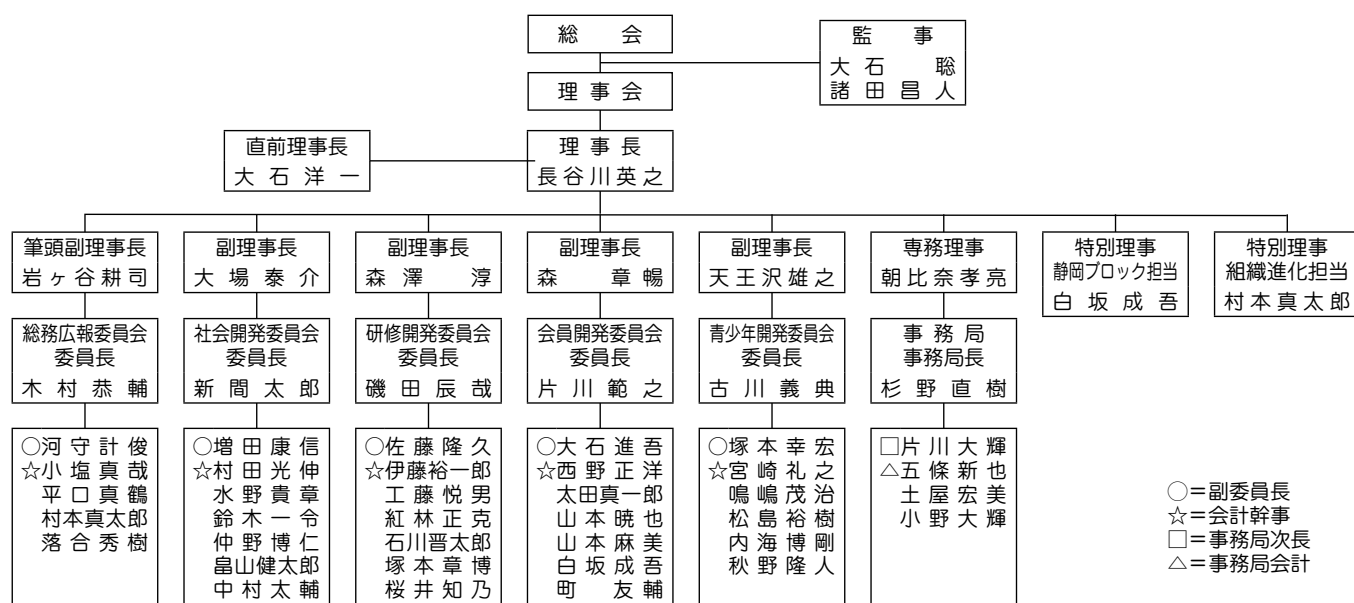 総会
監事
大石聡
諸田昌人
理事会
直前理事長
大石洋一
理事長
長谷川英之
筆頭副理事長
岩ヶ谷耕司
副理事長
大場泰介
副理事長
森澤淳
副理事長
森章暢
副理事長
天王沢雄之
専務理事
朝比奈孝亮
特別理事
静岡ブロック担当
白坂成吾
特別理事
組織進化担当
村本真太郎
総務広報委員会
委員長
木村恭輔
社会開発委員会
委員長
新間太郎
研修開発委員会
委員長
磯田辰哉
会員開発委員会
委員長
片川範之
青少年開発委員会
委員長
古川義典
事務局
事務局長
杉野直樹
○河守計俊
☆小塩真哉
平口真鶴
村本真太郎
落合秀樹
○増田康信
☆村田光伸
水野貴章
鈴木一令
仲野博仁
畠山健太郎
中村太輔
○佐藤隆久
☆伊藤裕一郎
工藤悦男
紅林正克
石川晋太郎
塚本章博
桜井知乃
○大石進吾
☆西野正洋
太田真一郎
山本暁也
山本麻美
白坂成吾
町友輔
○塚本幸宏
☆宮崎礼之
鳴嶋茂治
松島裕樹
内海博剛
秋野隆人
□片川大輝
△五條新也
土屋宏美
小野大輝
○=副委員長
☆=会計幹事
□=事務局次長
△=事務局会計